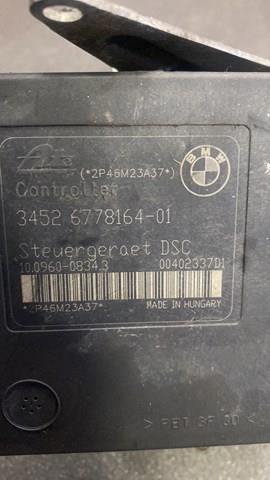 Ate
(*2P46M23A37*)
BMW
Controller
3452 6778164-01
Steuergeraet DSC
10.0960-0834.3 00402337D1
*2P46M23A37*
MADE IN HUNGARY
> PBT GF 30 <